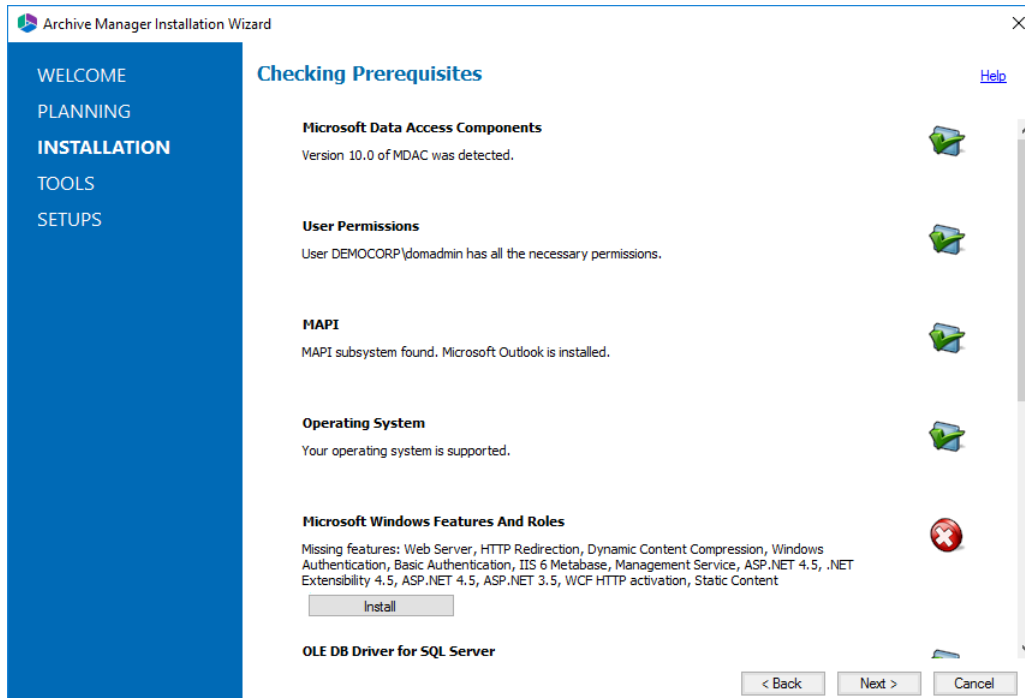 Archive Manager Installation Wizard
WELCOME
PLANNING
INSTALLATION
TOOLS
SETUPS
Checking Prerequisites
Help
Microsoft Data Access Components
Version 10.0 of MDAC was detected.
User Permissions
User DEMOCORP\domadmin has all the necessary permissions.
MAPI
MAPI subsystem found. Microsoft Outlook is installed.
Operating System
Your operating system is supported.
Microsoft Windows Features And Roles
Missing features: Web Server, HTTP Redirection, Dynamic Content Compression, Windows
Authentication, Basic Authentication, IIS 6 Metabase, Management Service, ASP.NET 4.5, .NET
Extensibility 4.5, ASP.NET 4.5, ASP.NET 3.5, WCF HTTP activation, Static Content
Install
OLE DB Driver for SQL Server
< Back
Next >
Cancel